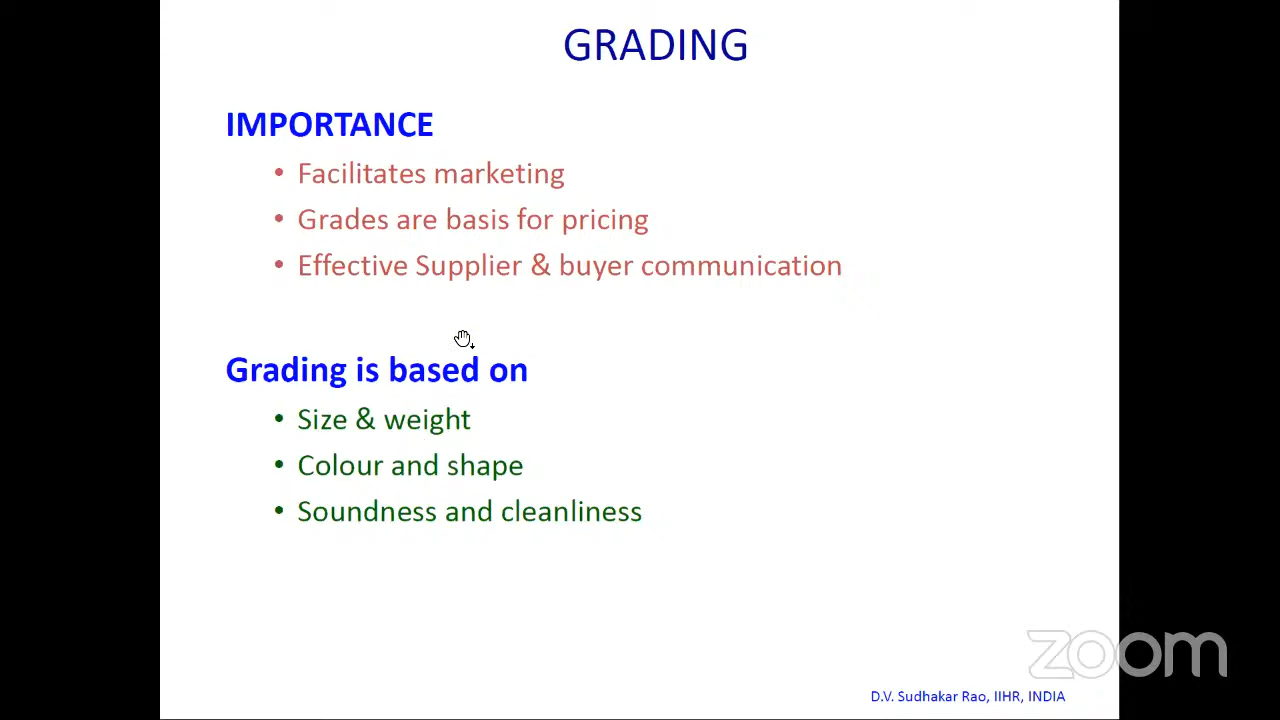 GRADING
IMPORTANCE
• Facilitates marketing
• Grades are basis for pricing
• Effective Supplier & buyer communication
Grading is based on
• Size & weight
• Colour and shape
• Soundness and cleanliness
zoom
D.V. Sudhakar Rao, IIHR, INDIA